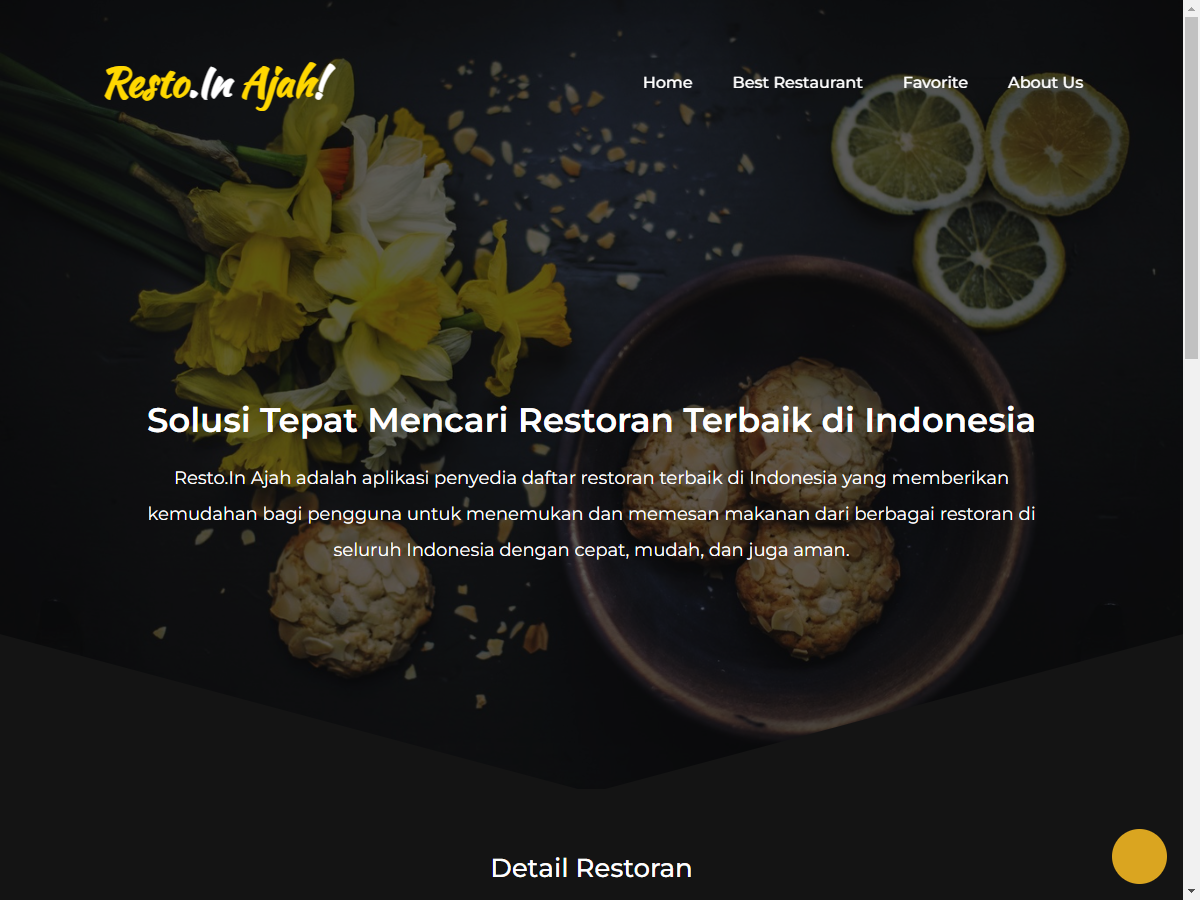 Resto.In Ajah!
Home
Best Restaurant
Favorite
About Us
Solusi Tepat Mencari Restoran Terbaik di Indonesia
Resto.In Ajah adalah aplikasi penyedia daftar restoran terbaik di Indonesia yang memberikan
kemudahan bagi pengguna untuk menemukan dan memesan makanan dari berbagai restoran di
seluruh Indonesia dengan cepat, mudah, dan juga aman.
Detail Restoran